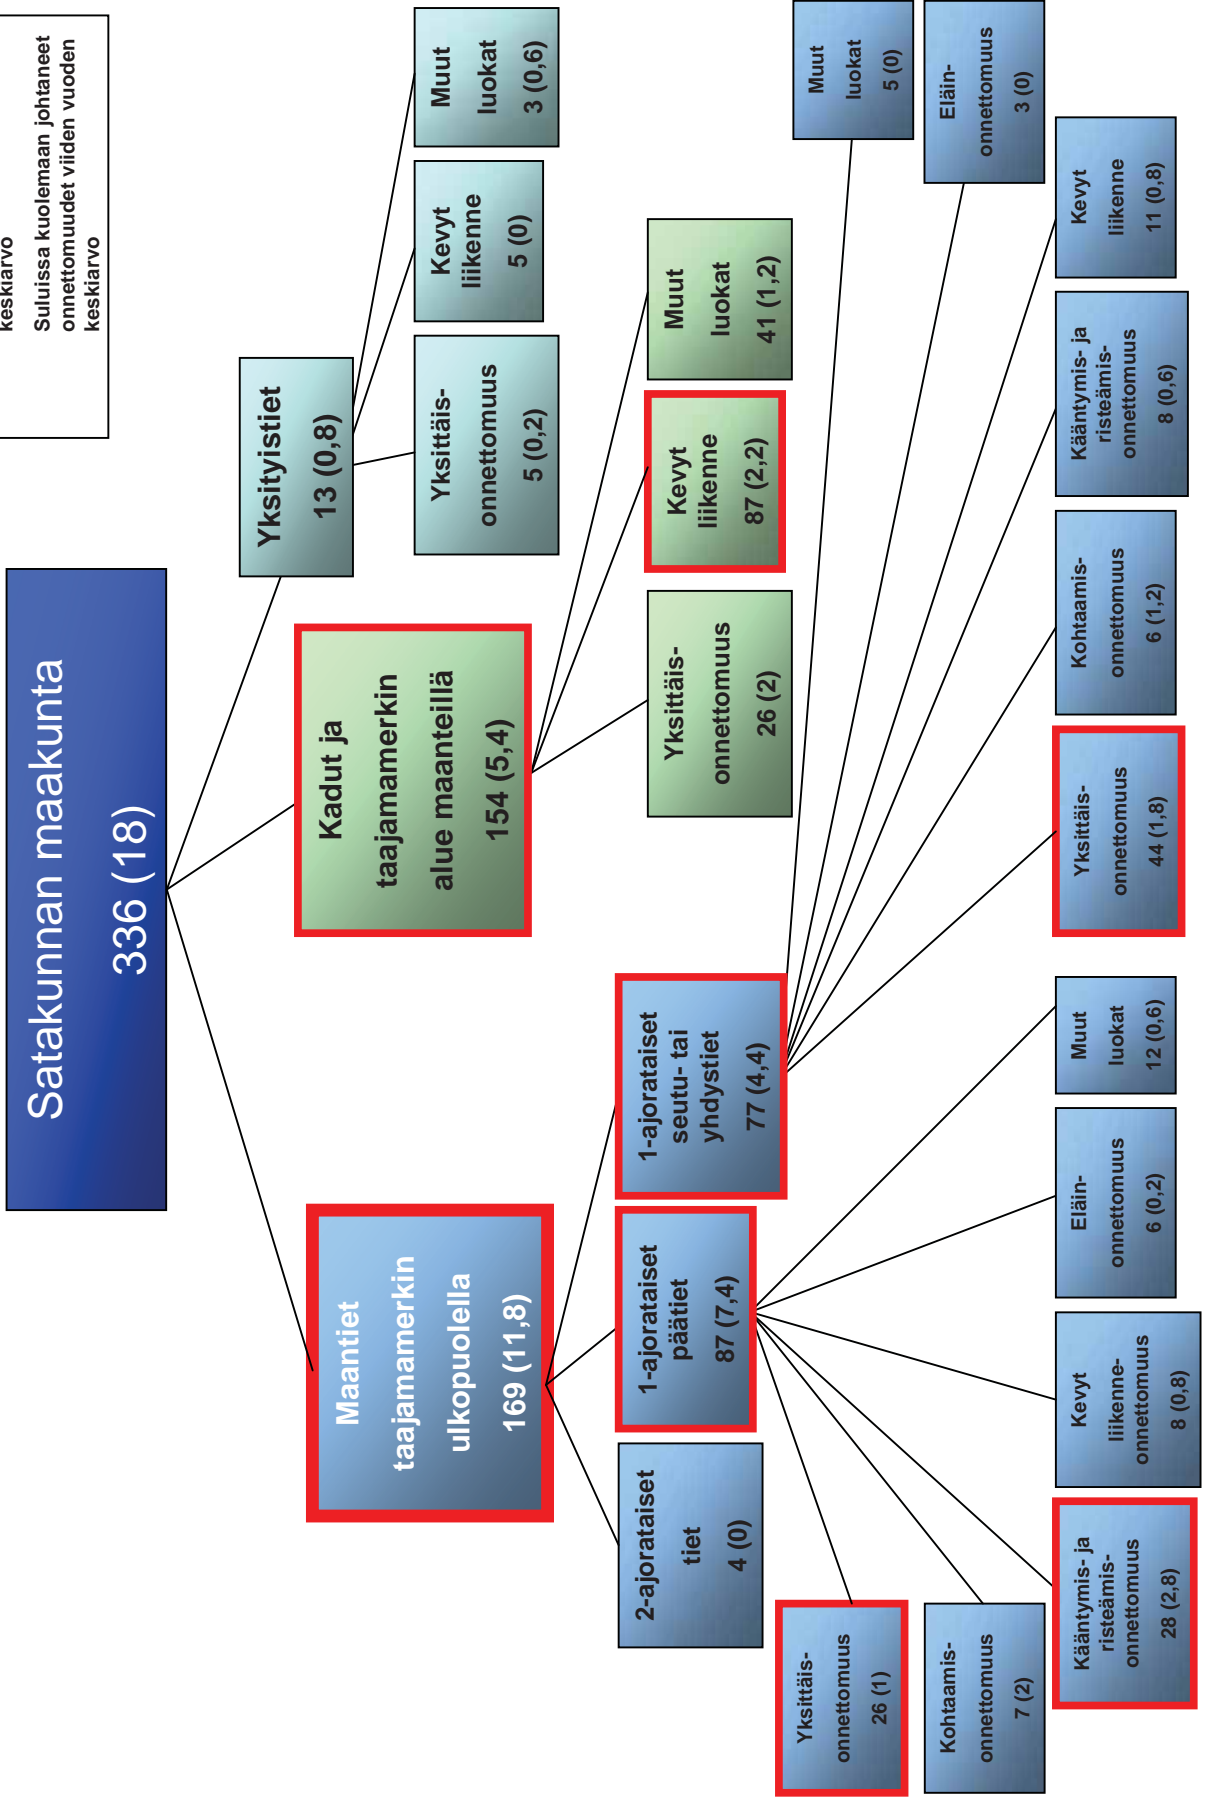 Satakunnan maakunta
336 (18)
keskiarvo
Suluissa kuolemaan johtaneet
onnettomuudet viiden vuoden
keskiarvo
Maantiet
taajamamerkin
ulkopuolella
169 (11,8)
Kadut ja
taajamamerkin
alue maanteillä
154 (5,4)
Yksityistiet
13 (0,8)
Yksittäis-
onnettomuus
5 (0,2)
Kevyt
liikenne
5 (0)
Muut
luokat
3 (0,6)
2-ajorataiset
tiet
4 (0)
1-ajorataiset
päätiet
87 (7,4)
1-ajorataiset
seutu- tai
yhdystiet
77 (4,4)
Yksittäis-
onnettomuus
26 (2)
Kevyt
liikenne
87 (2,2)
Muut
luokat
41 (1,2)
Yksittäis-
onnettomuus
26 (1)
Kohtaamis-
onnettomuus
7 (2)
Kääntymis- ja
risteämis-
onnettomuus
28 (2,8)
Kevyt
liikenne-
onnettomuus
8 (0,8)
Eläin-
onnettomuus
6 (0,2)
Muut
luokat
12 (0,6)
Yksittäis-
onnettomuus
44 (1,8)
Kohtaamis-
onnettomuus
6 (1,2)
Kääntymis- ja
risteämis-
onnettomuus
8 (0,6)
Kevyt
liikenne
11 (0,8)
Eläin-
onnettomuus
3 (0)
Muut
luokat
5 (0)